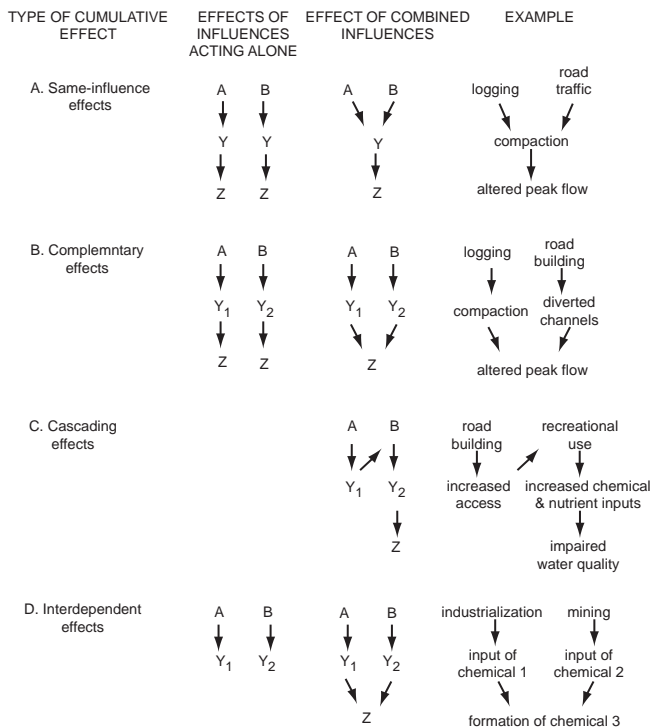 TYPE OF CUMULATIVE EFFECTS OF EFFECT OF COMBINED EXAMPLE
EFFECT INFLUENCES INFLUENCES
ACTING ALONE
A. Same-influence A B A B logging road
effects traffic
Y Y Y compaction
Z Z Z altered peak flow
B. Complemntary A B A B logging road
effects building
Y1 Y2 Y1 Y2 compaction diverted
channels
Z Z Z altered peak flow
C. Cascading A B road recreational
effects building use
Y1 Y2 increased increased chemical
access & nutrient inputs
Z impaired
water quality
D. Interdependent A B A B industrialization mining
effects
Y1 Y2 Y1 Y2 input of input of
chemical 1 chemical 2
Z formation of chemical 3